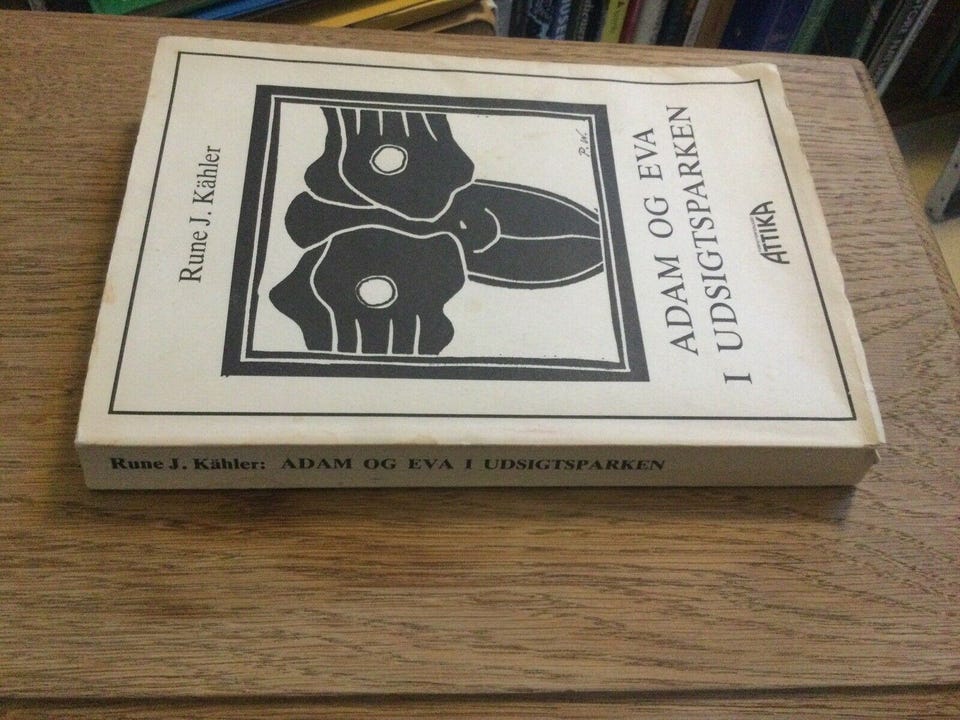 Rune J. Kähler
P.W.
ADAM OG EVA
I UDSIGTSPARKEN
ATTIKA
Rune J. Kähler: ADAM OG EVA I UDSIGTSPARKEN